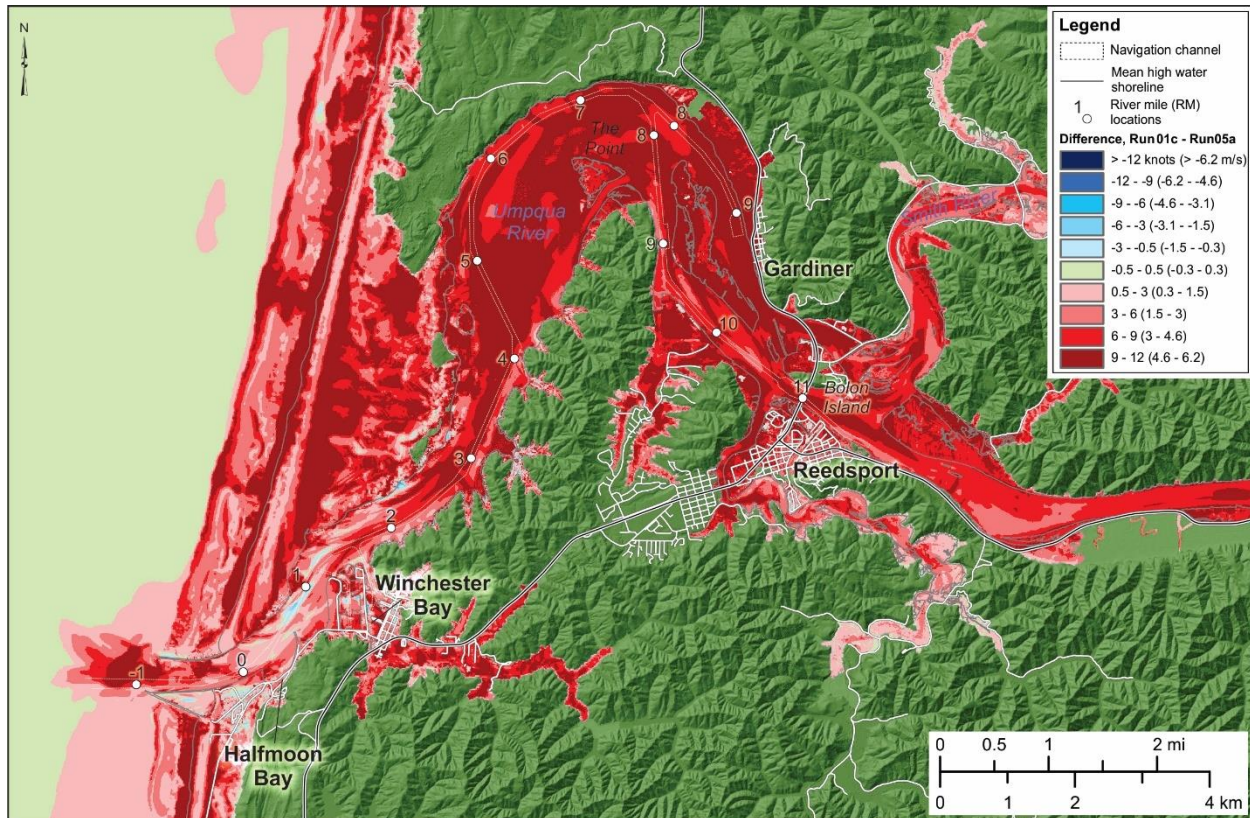 N
Legend
Navigation channel
Mean high water
shoreline
1 River mile (RM)
locations
Difference, Run01c - Run05a
> -12 knots (> -6.2 m/s)
-12 - -9 (-6.2 - -4.6)
-9 - -6 (-4.6 - -3.1)
-6 - -3 (-3.1 - -1.5)
-3 - -0.5 (-1.5 - -0.3)
-0.5 - 0.5 (-0.3 - 0.3)
0.5 - 3 (0.3 - 1.5)
3 - 6 (1.5 - 3)
6 - 9 (3 - 4.6)
9 - 12 (4.6 - 6.2)
7
8
8
The
Point
6
Smith River
Umpqua
River
9
9
5
Gardiner
10
4
11
Bolon
Island
3
Reedsport
2
1
Winchester
Bay
0
-1
Halfmoon
Bay
0 0.5 1 2 mi
0 1 2 4 km